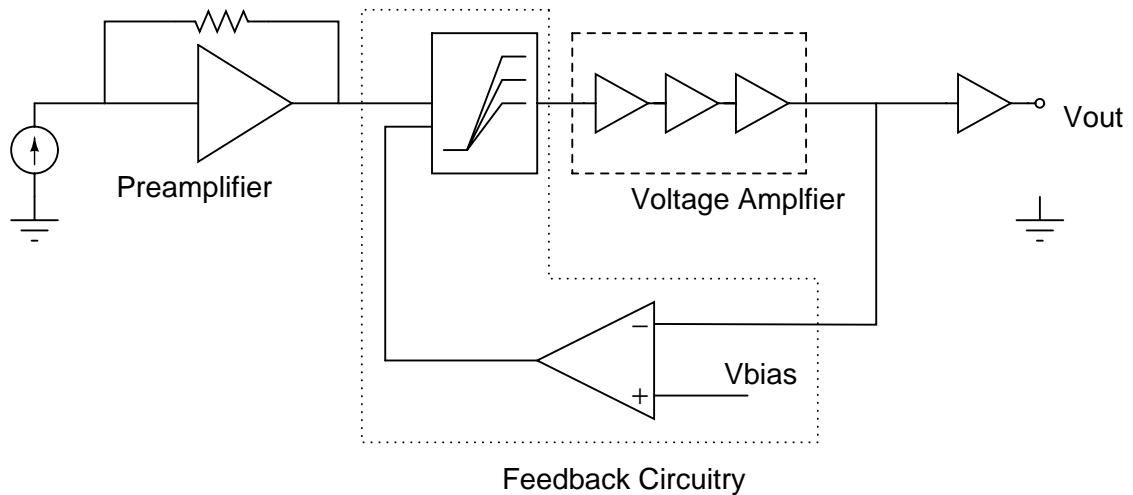 Preamplifier
Voltage Amplfier
Vout
−
+
Vbias
Feedback Circuitry